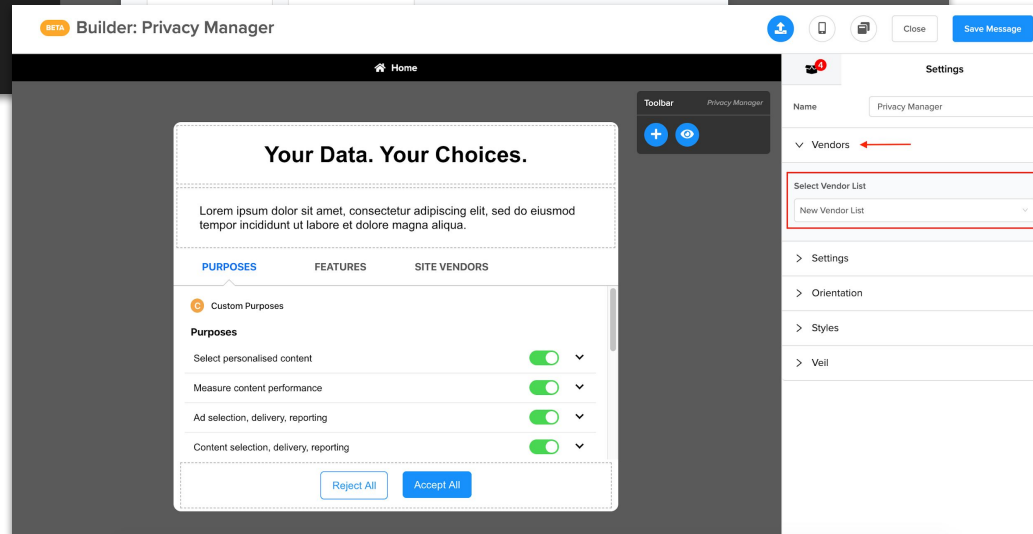 BETA Builder: Privacy Manager
Close
Save Message
Home
4
Settings
Toolbar Privacy Manager
Name Privacy Manager
Vendors
Select Vendor List
New Vendor List
Settings
Orientation
Styles
Veil
Your Data. Your Choices.
Lorem ipsum dolor sit amet, consectetur adipiscing elit, sed do eiusmod
tempor incididunt ut labore et dolore magna aliqua.
PURPOSES FEATURES SITE VENDORS
C Custom Purposes
Purposes
Select personalised content
Measure content performance
Ad selection, delivery, reporting
Content selection, delivery, reporting
Reject All Accept All